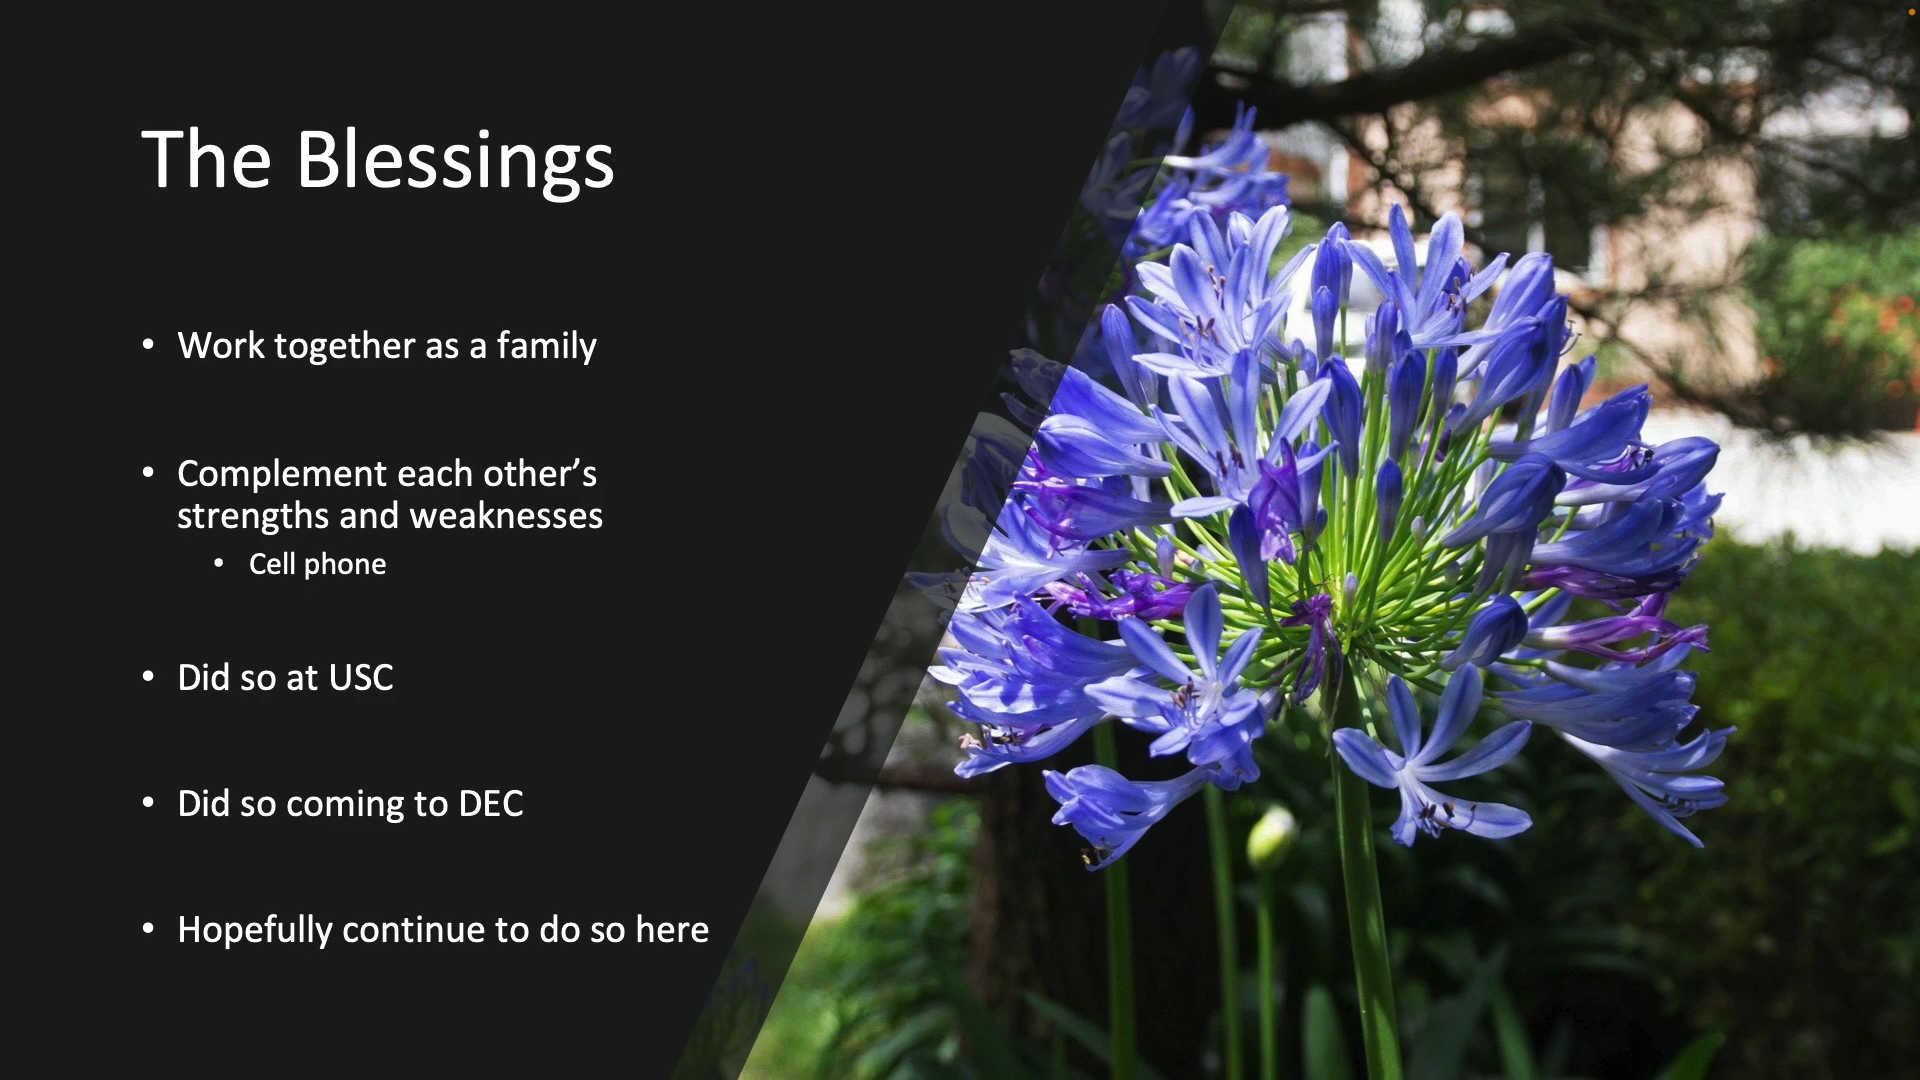 The Blessings
• Work together as a family
• Complement each other’s
strengths and weaknesses
• Cell phone
• Did so at USC
• Did so coming to DEC
• Hopefully continue to do so here